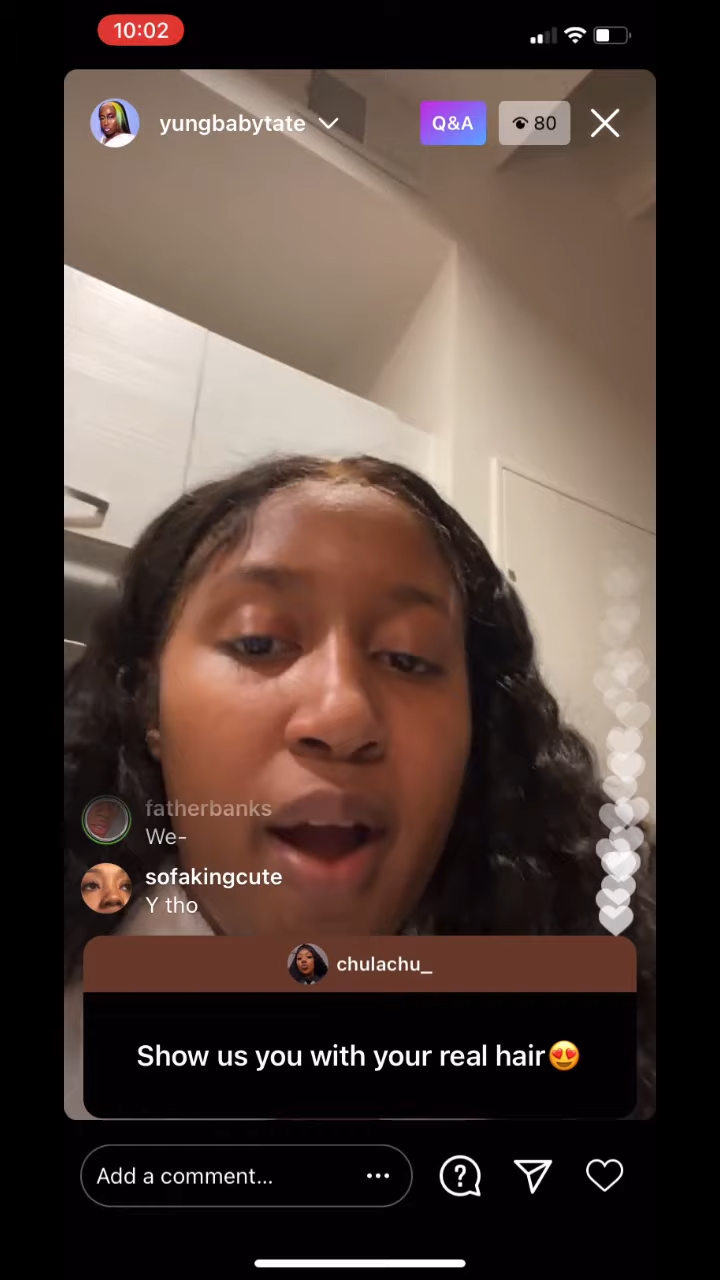 10:02
yungbabytate
Q&A
80
fatherbanks
We-
sofakingcute
Y tho
chulachu_
Show us you with your real hair😍
Add a comment...